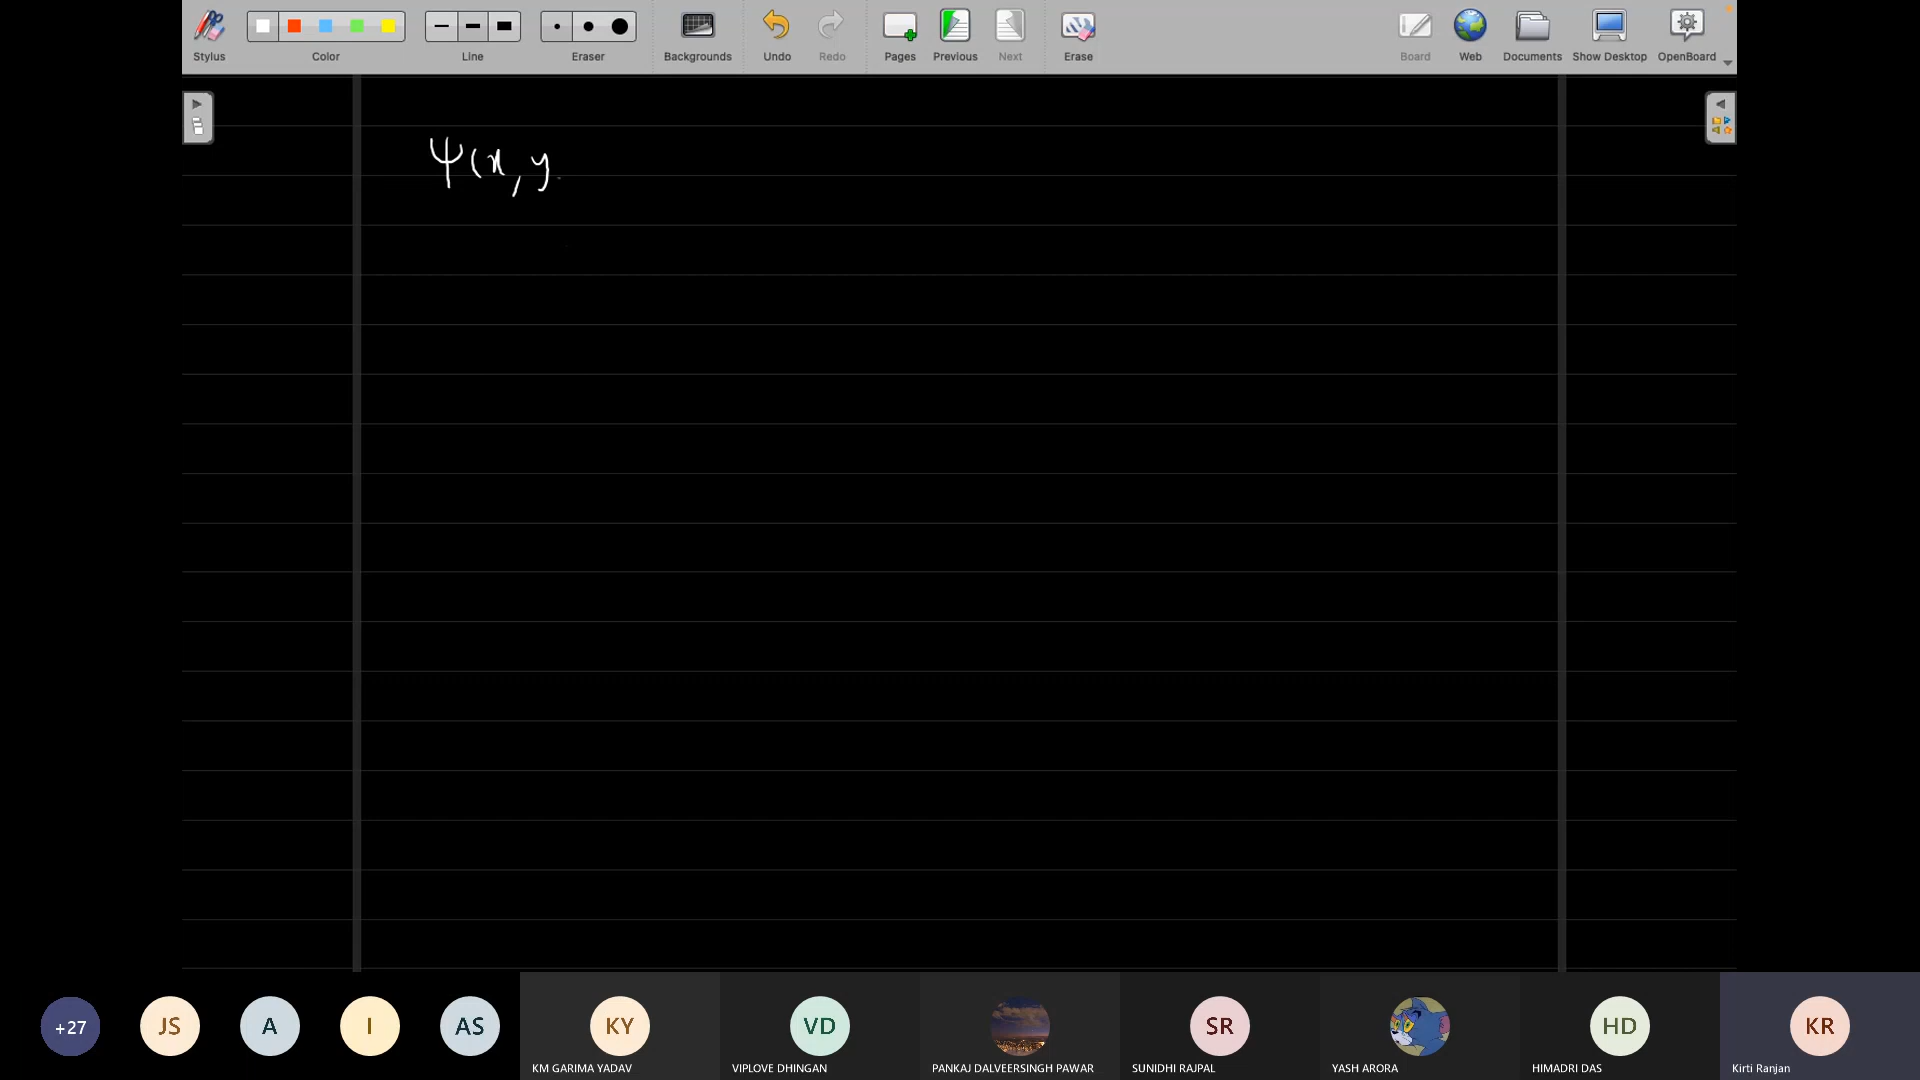 Stylus Color Line Eraser Backgrounds Undo Redo Pages Previous Next Erase Board Web Documents Show Desktop OpenBoard
Ψ(x, y
+27 JS A I AS KY VD SR HD KR
KM GARIMA YADAV VIPLOVE DHINGAN PANKAJ DALVEERSINGH PAWAR SUNIDHI RAJPAL YASH ARORA HIMADRI DAS Kirti Ranjan